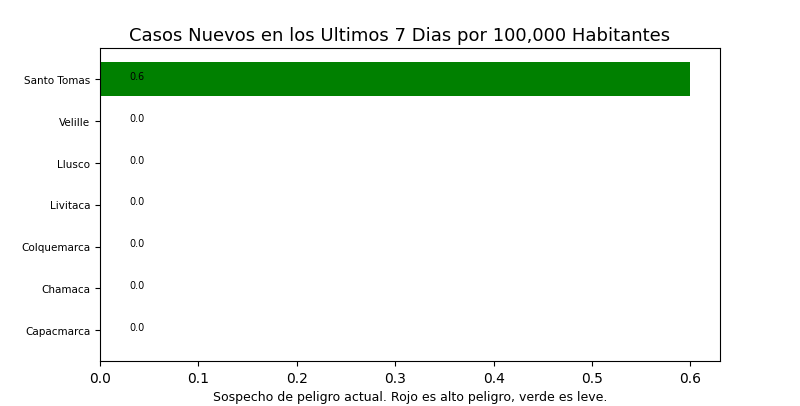 Casos Nuevos en los Ultimos 7 Dias por 100,000 Habitantes
Santo Tomas 0.6
Velille 0.0
Llusco 0.0
Livitaca 0.0
Colquemarca 0.0
Chamaca 0.0
Capacmarca 0.0
0.0 0.1 0.2 0.3 0.4 0.5 0.6
Sospecho de peligro actual. Rojo es alto peligro, verde es leve.